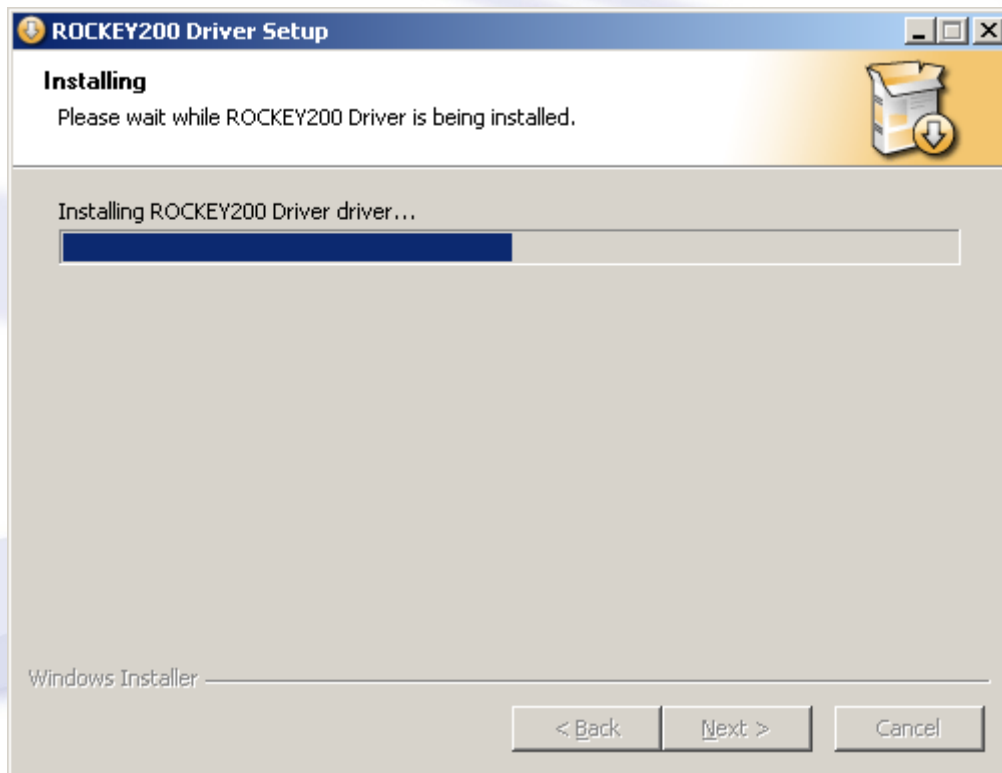 ROCKEY200 Driver Setup
Installing
Please wait while ROCKEY200 Driver is being installed.
Installing ROCKEY200 Driver driver...
Windows Installer
< Back Next > Cancel